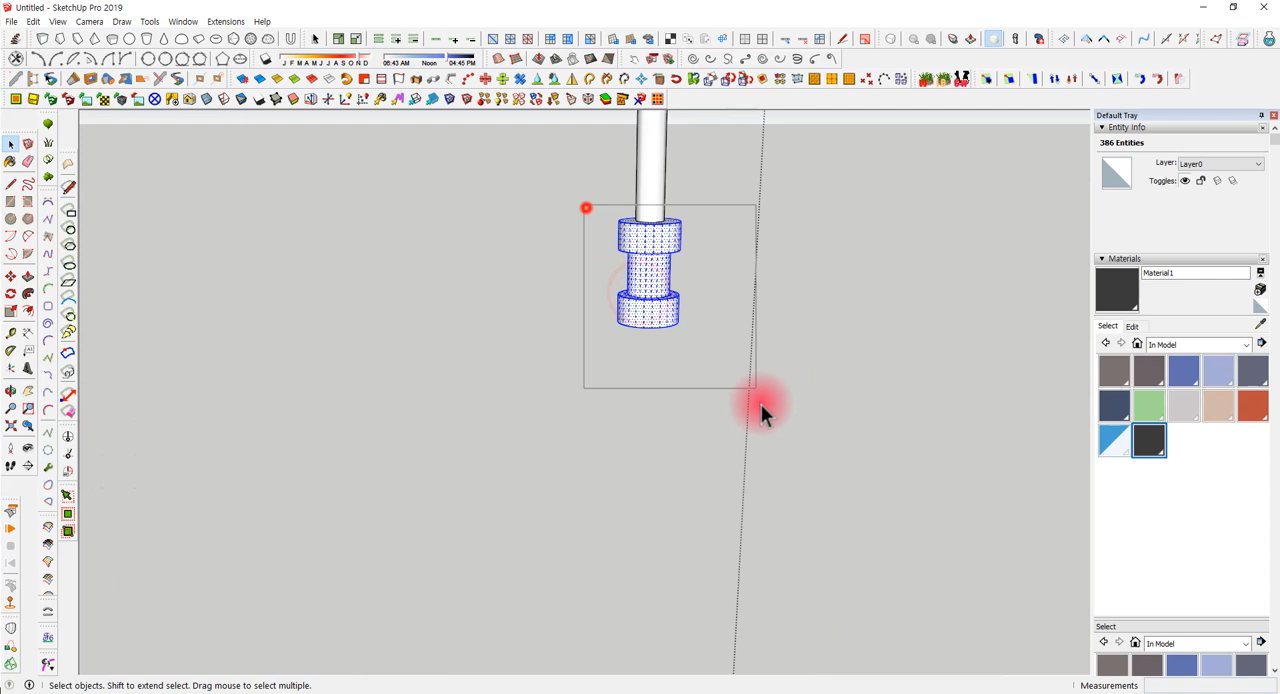 Untitled - SketchUp Pro 2019
File Edit View Camera Draw Tools Window Extensions Help
J F M A M J J A S O N D
06:43 AM Noon 04:45 PM
Default Tray
Entity Info
386 Entities
Layer: Layer0
Toggles:
Materials
Material1
Select Edit
In Model
Select
In Model
Select objects. Shift to extend select. Drag mouse to select multiple.
Measurements